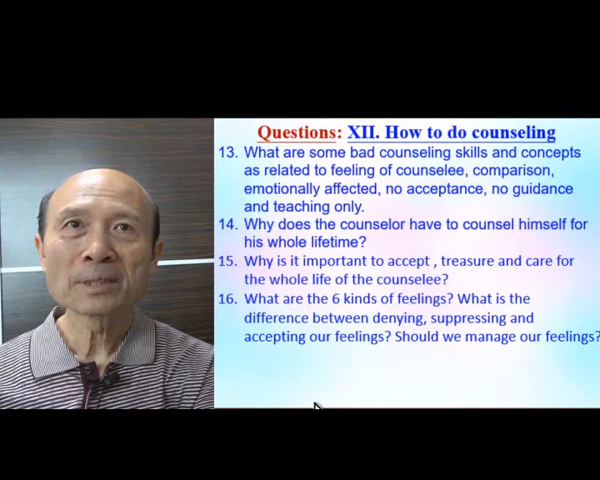 Questions: XII. How to do counseling
13. What are some bad counseling skills and concepts
as related to feeling of counselee, comparison,
emotionally affected, no acceptance, no guidance
and teaching only.
14. Why does the counselor have to counsel himself for
his whole lifetime?
15. Why is it important to accept , treasure and care for
the whole life of the counselee?
16. What are the 6 kinds of feelings? What is the
difference between denying, suppressing and
accepting our feelings? Should we manage our feelings?